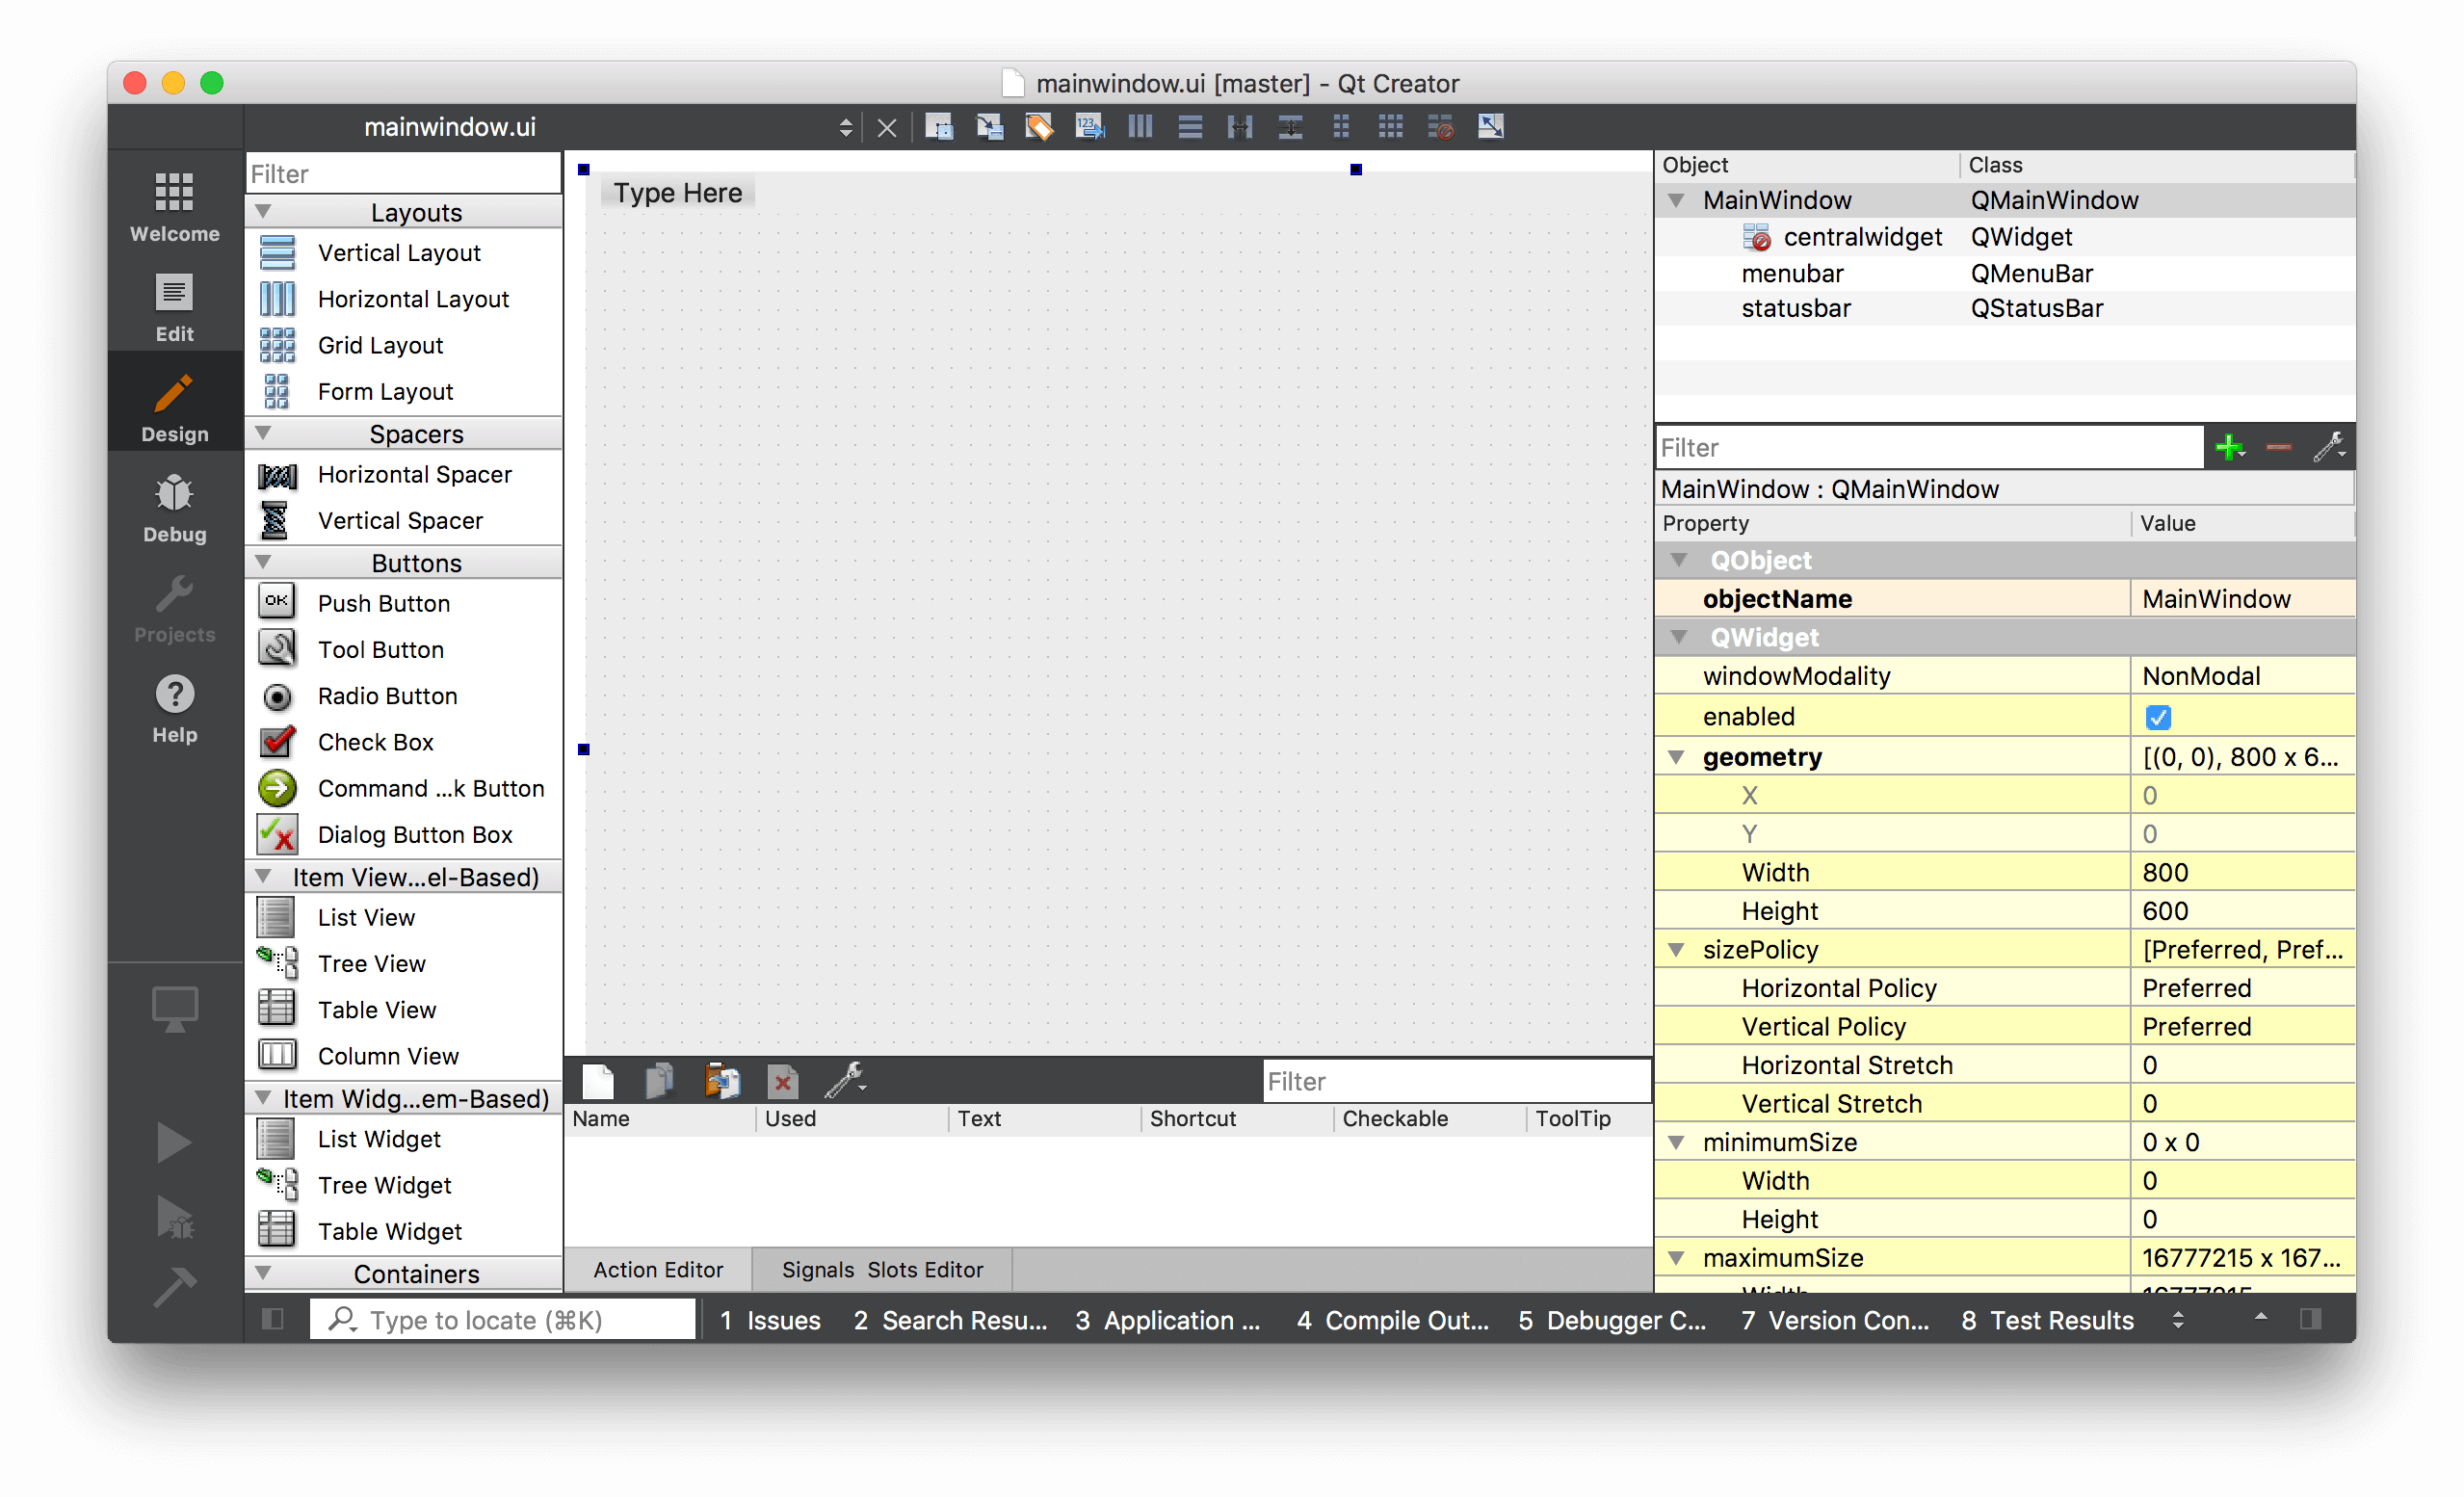 mainwindow.ui [master] - Qt Creator
mainwindow.ui
Welcome
Edit
Design
Debug
Projects
Help
Filter
Layouts
Vertical Layout
Horizontal Layout
Grid Layout
Form Layout
Spacers
Horizontal Spacer
Vertical Spacer
Buttons
OK
Push Button
Tool Button
Radio Button
Check Box
Command ...k Button
Dialog Button Box
Item View...el-Based)
List View
Tree View
Table View
Column View
Item Widg...em-Based)
List Widget
Tree Widget
Table Widget
Containers
123
Type Here
Filter
Name Used Text Shortcut Checkable ToolTip
Action Editor Signals Slots Editor
Object Class
MainWindow QMainWindow
centralwidget QWidget
menubar QMenuBar
statusbar QStatusBar
Filter
MainWindow : QMainWindow
Property Value
QObject
objectName MainWindow
QWidget
windowModality NonModal
enabled
geometry [(0, 0), 800 x 6...
X 0
Y 0
Width 800
Height 600
sizePolicy [Preferred, Pref...
Horizontal Policy Preferred
Vertical Policy Preferred
Horizontal Stretch 0
Vertical Stretch 0
minimumSize 0 x 0
Width 0
Height 0
maximumSize 16777215 x 167...
Width 16777215
Type to locate (⌘K)
1 Issues 2 Search Resu... 3 Application ... 4 Compile Out... 5 Debugger C... 7 Version Con... 8 Test Results